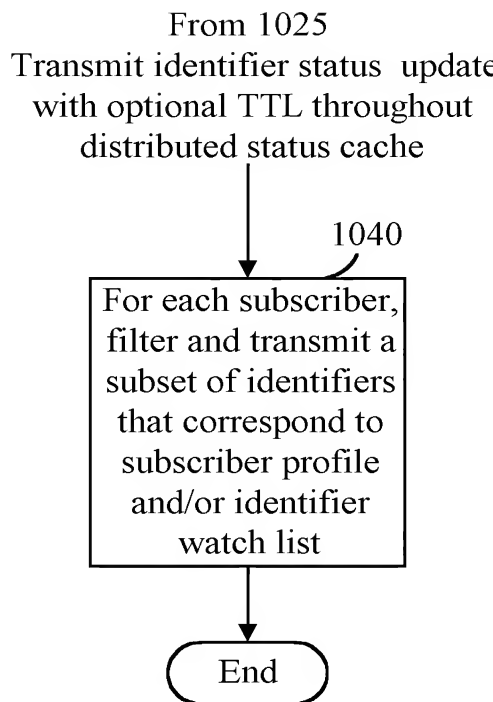 From 1025
Transmit identifier status update
with optional TTL throughout
distributed status cache
1040
For each subscriber,
filter and transmit a
subset of identifiers
that correspond to
subscriber profile
and/or identifier
watch list
End